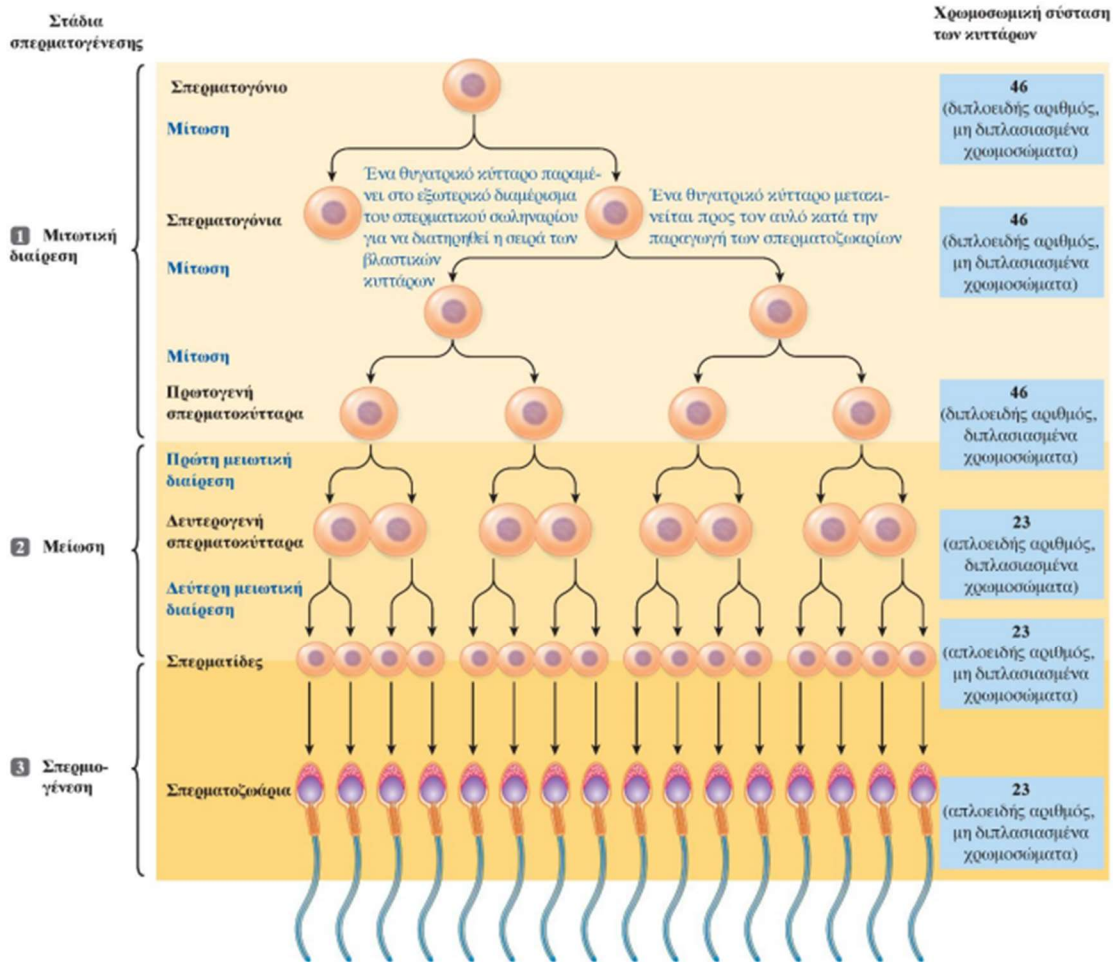 Στάδια
σπερματογένεσης
Χρωμοσωμική σύσταση
των κυττάρων
Σπερματογόνιο
46
(διπλοειδής αριθμός,
μη διπλασιασμένα
χρωμοσώματα)
Μίτωση
Ένα θυγατρικό κύτταρο παραμέ-
νει στο εξωτερικό διαμέρισμα
του σπερματικού σωληναρίου
για να διατηρηθεί η σειρά των
βλαστικών
κυττάρων
Ένα θυγατρικό κύτταρο μετακι-
νείται προς τον αυλό κατά την
παραγωγή των σπερματοζωαρίων
Σπερματογόνια
46
(διπλοειδής αριθμός,
μη διπλασιασμένα
χρωμοσώματα)
1 Μιτωτική
διαίρεση
Μίτωση
Μίτωση
Πρωτογενή
σπερματοκύτταρα
46
(διπλοειδής αριθμός,
διπλασιασμένα
χρωμοσώματα)
Πρώτη μειωτική
διαίρεση
Δευτερογενή
σπερματοκύτταρα
23
(απλοειδής αριθμός,
διπλασιασμένα
χρωμοσώματα)
2 Μείωση
Δεύτερη μειωτική
διαίρεση
Σπερματίδες
23
(απλοειδής αριθμός,
μη διπλασιασμένα
χρωμοσώματα)
3 Σπερμιο-
γένεση
Σπερματοζωάρια
23
(απλοειδής αριθμός,
μη διπλασιασμένα
χρωμοσώματα)